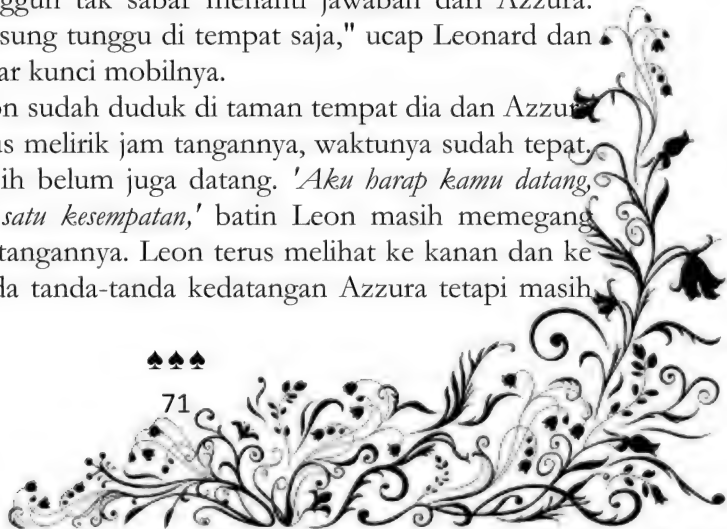 tak sabar menanti jawaban dari Azzura.
sung tunggu di tempat saja," ucap Leonard dan
ar kunci mobilnya.
on sudah duduk di taman tempat dia dan Azzura
us melirik jam tangannya, waktunya sudah tepat.
ih belum juga datang. 'Aku harap kamu datang,
satu kesempatan,' batin Leon masih memegang
tangannya. Leon terus melihat ke kanan dan ke
da tanda-tanda kedatangan Azzura tetapi masih
♠♠♠
71